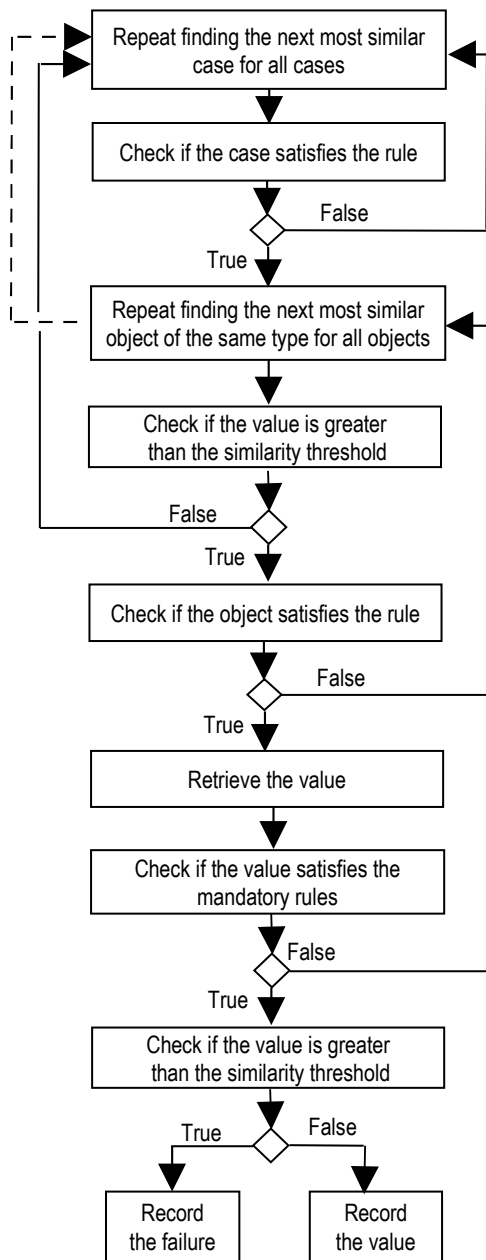 Repeat finding the next most similar
case for all cases
Check if the case satisfies the rule
False
True
Repeat finding the next most similar
object of the same type for all objects
Check if the value is greater
than the similarity threshold
False
True
Check if the object satisfies the rule
False
True
Retrieve the value
Check if the value satisfies the
mandatory rules
False
True
Check if the value is greater
than the similarity threshold
True
False
Record
the failure
Record
the value